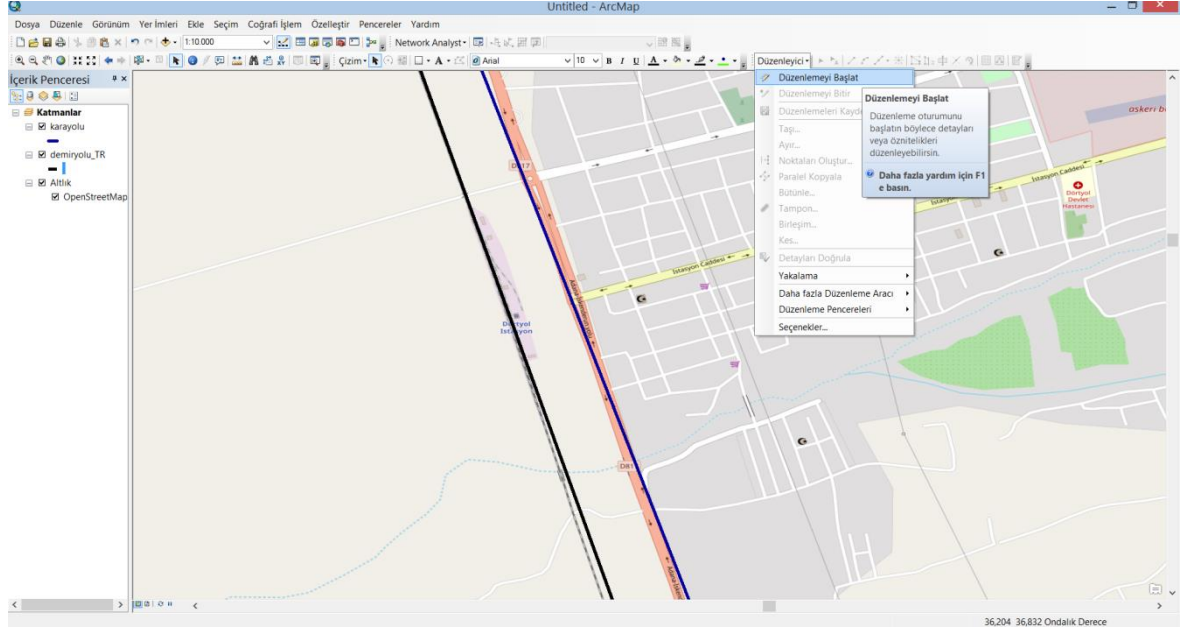 Untitled - ArcMap
Dosya Düzenle Görünüm Yer İmleri Ekle Seçim Coğrafi İşlem Özelleştir Pencereler Yardım
1:10.000
Network Analyst
Çizim
Arial
10
B I U A
Düzenleyici
İçerik Penceresi
Katmanlar
karayolu
demiryolu_TR
Altlık
OpenStreetMap
Düzenlemeyi Başlat
Düzenlemeyi Bitir
Düzenlemeleri Kayde
Taşı...
Ayır...
Noktaları Oluştur...
Paralel Kopyala
Bütünle...
Tampon...
Birleşim...
Kes...
Detayları Doğrula
Yakalama
Daha fazla Düzenleme Aracı
Düzenleme Pencereleri
Seçenekler...
Düzenlemeyi Başlat
Düzenleme oturumunu
başlatın böylece detayları
veya öznitelikleri
düzenleyebilirsin.
Daha fazla yardım için F1
e basın.
askeri b
İstasyon Caddesi
Dörtyol
Devlet
Hastanesi
İstasyon Caddesi
Dörtyol
İstasyon
36,204 36,832 Ondalık Derece